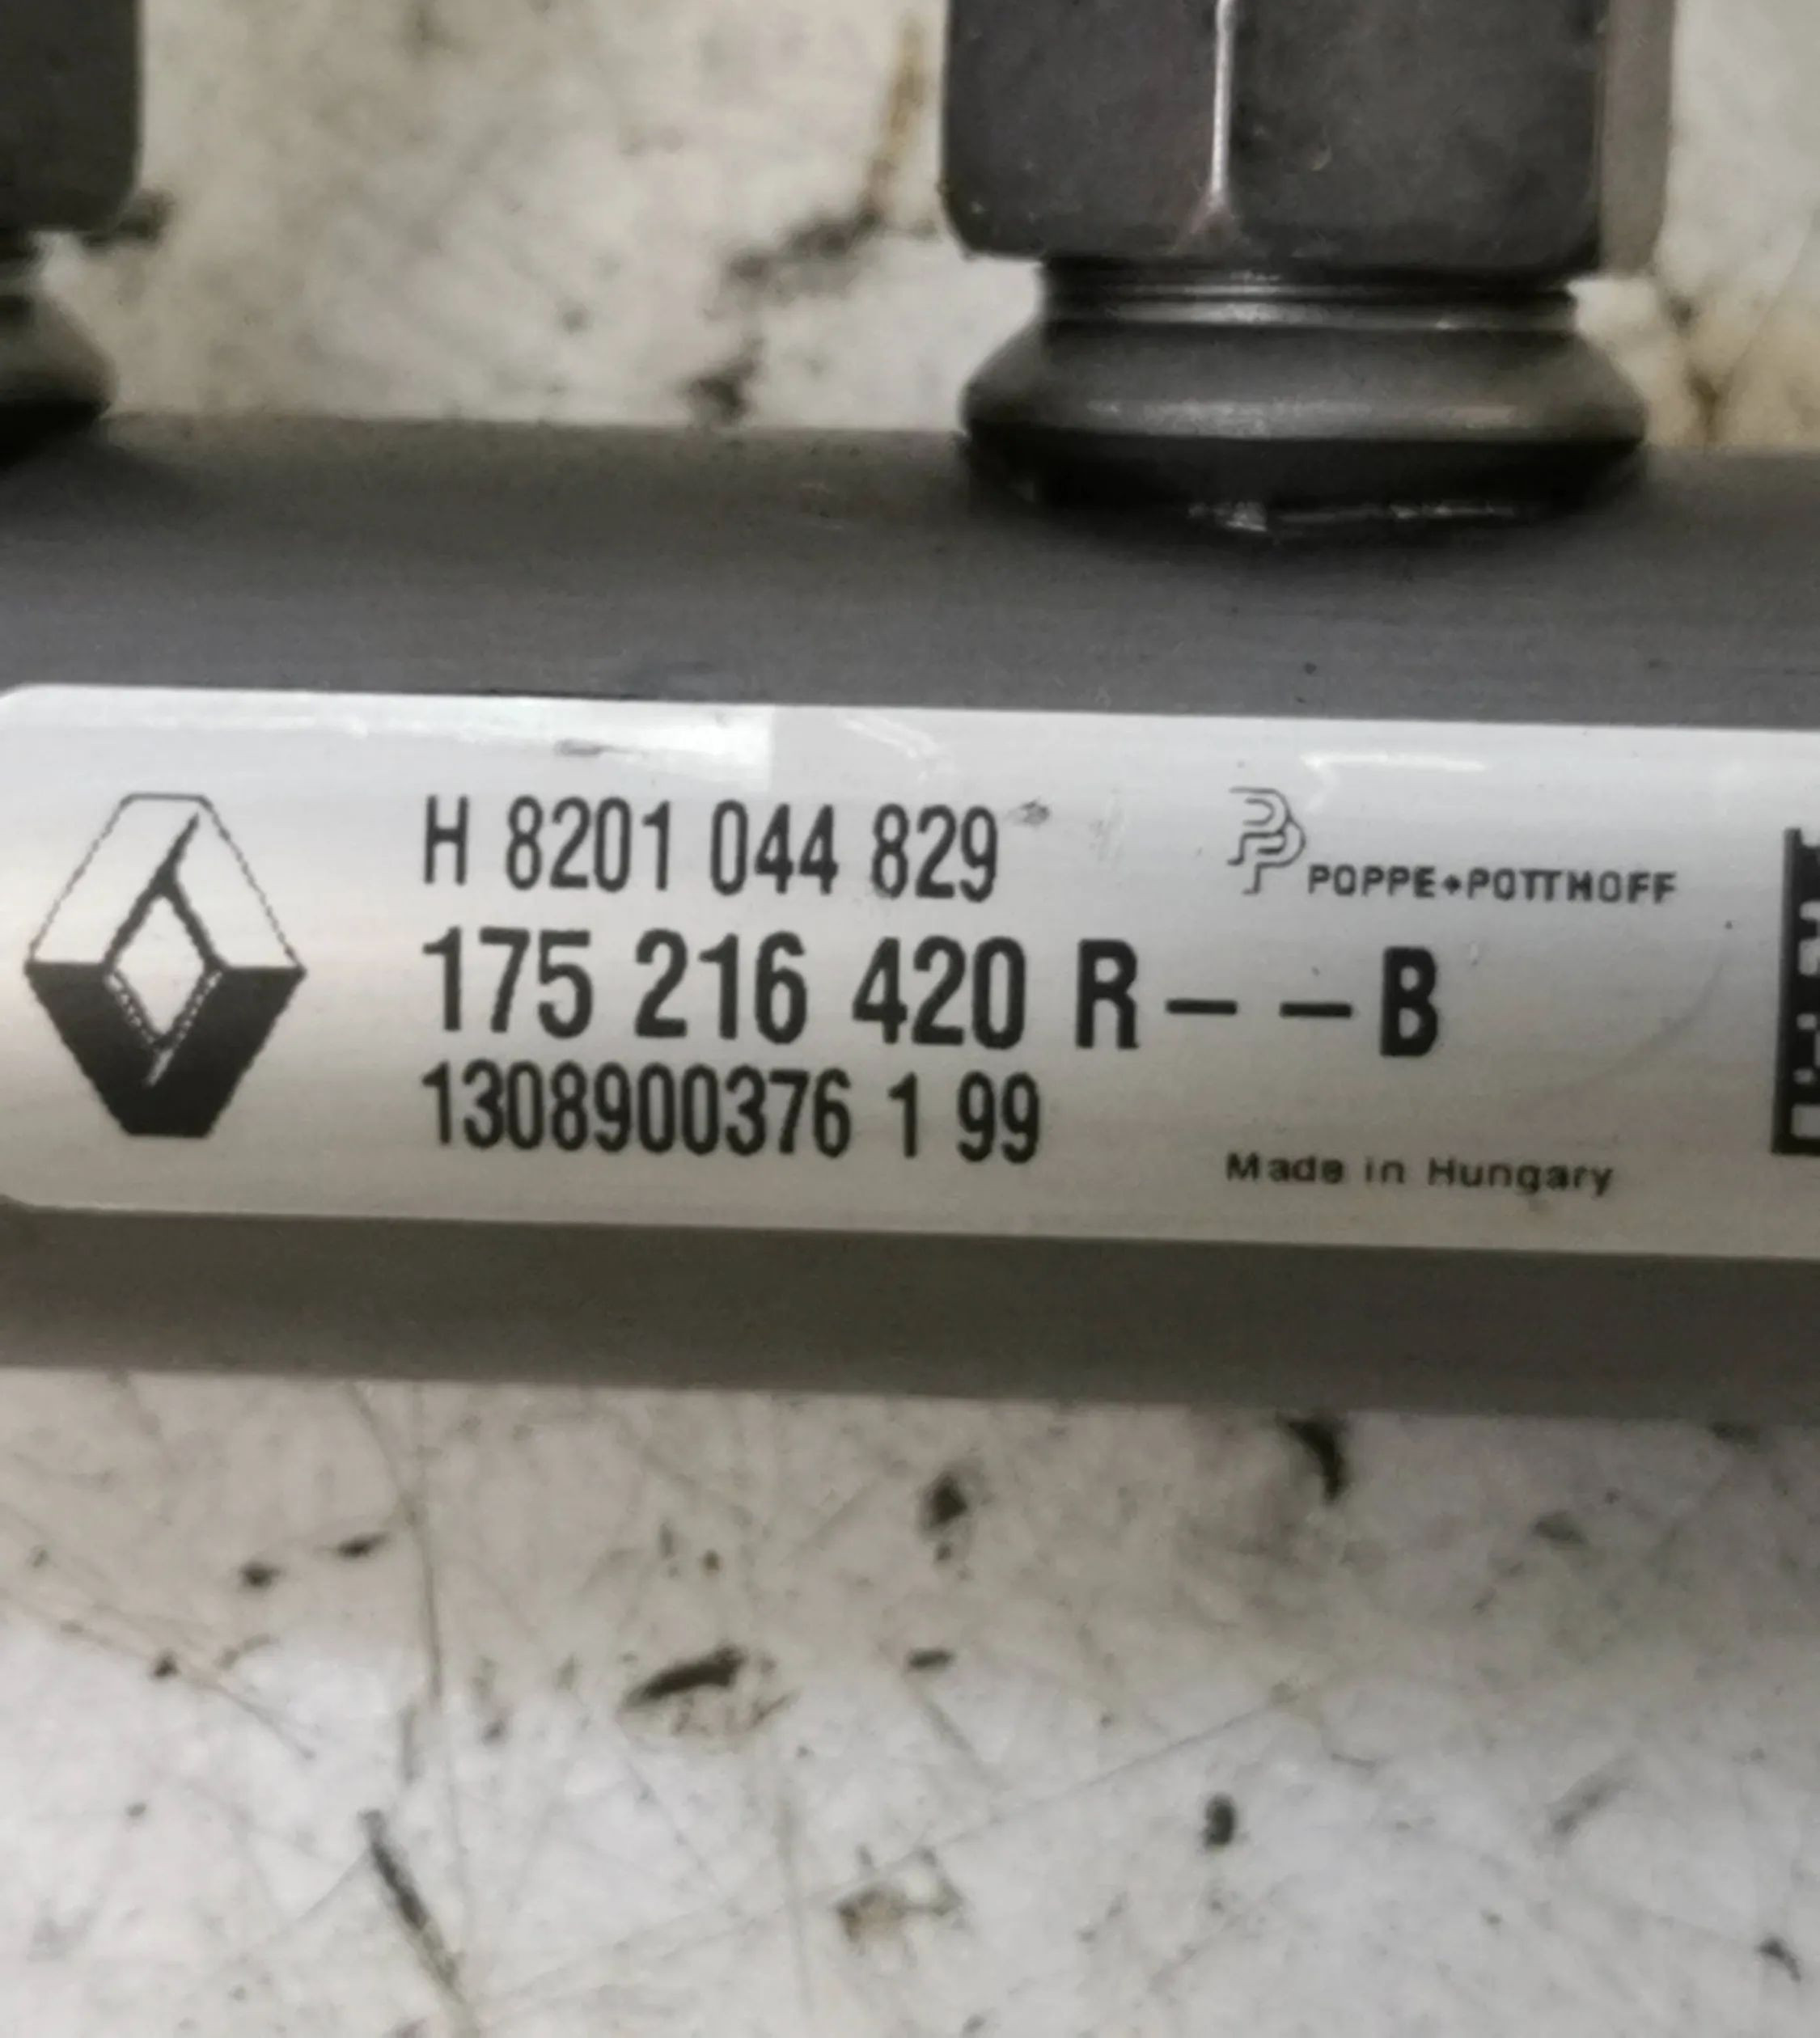 H 8201 044 829
POPPE+POTTHOFF
175 216 420 R--B
1308900376 1 99
Made in Hungary